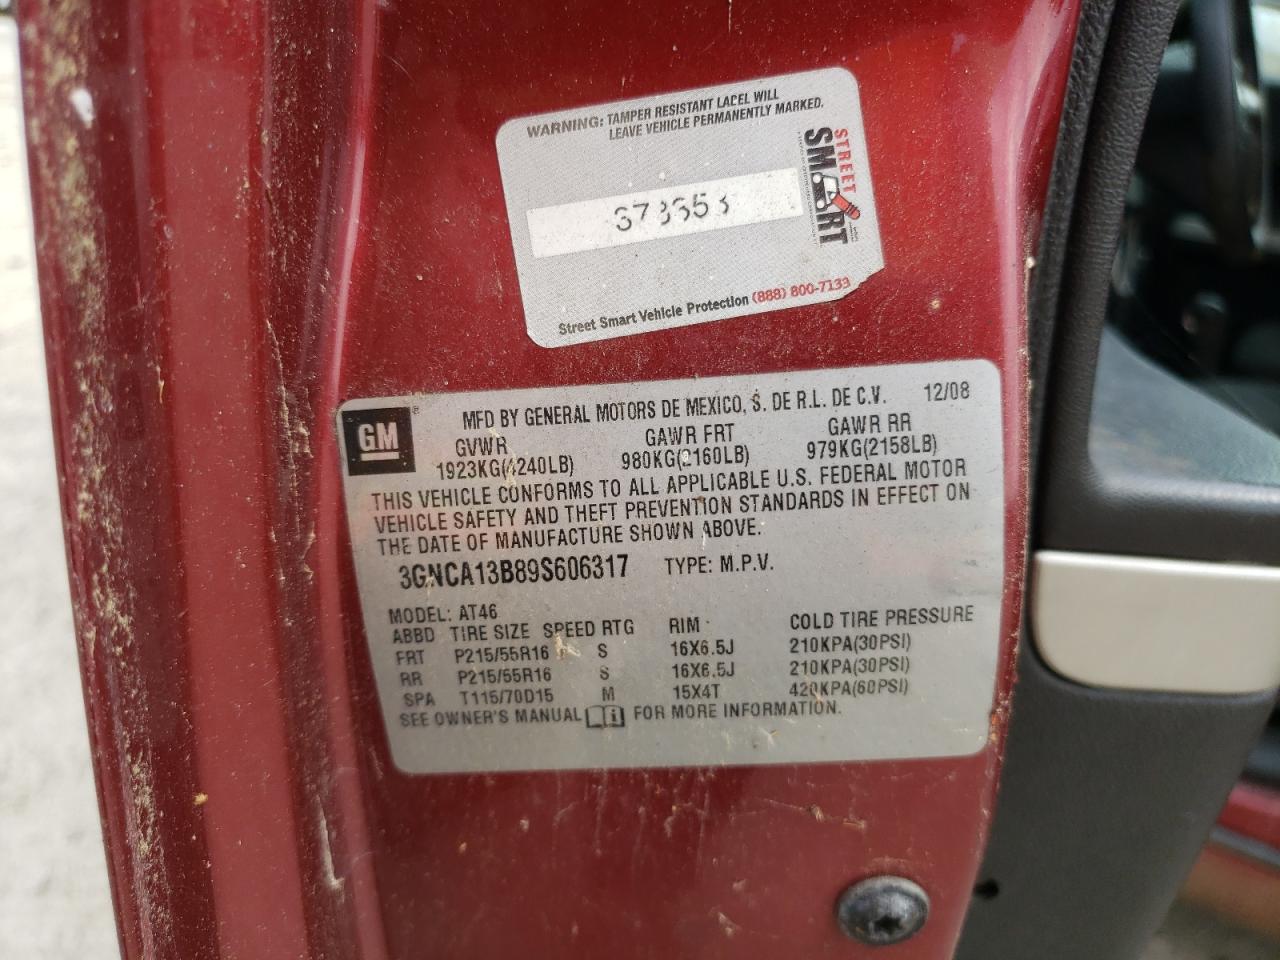 WARNING: TAMPER RESISTANT LABEL WILL
LEAVE VEHICLE PERMANENTLY MARKED.
STREET
SMART
Street Smart Vehicle Protection (888) 800-7133
GM
MFD BY GENERAL MOTORS DE MEXICO, S. DE R.L. DE C.V. 12/08
GVWR GAWR FRT GAWR RR
1923KG(4240LB) 980KG(2160LB) 979KG(2158LB)
THIS VEHICLE CONFORMS TO ALL APPLICABLE U.S. FEDERAL MOTOR
VEHICLE SAFETY AND THEFT PREVENTION STANDARDS IN EFFECT ON
THE DATE OF MANUFACTURE SHOWN ABOVE.
3GNCA13B89S606317 TYPE: M.P.V.
MODEL: AT46
ABBD TIRE SIZE SPEED RTG RIM COLD TIRE PRESSURE
FRT P215/55R16 S 16X6.5J 210KPA(30PSI)
RR P215/55R16 S 16X6.5J 210KPA(30PSI)
SPA T115/70D15 M 15X4T 420KPA(60PSI)
SEE OWNER'S MANUAL FOR MORE INFORMATION.